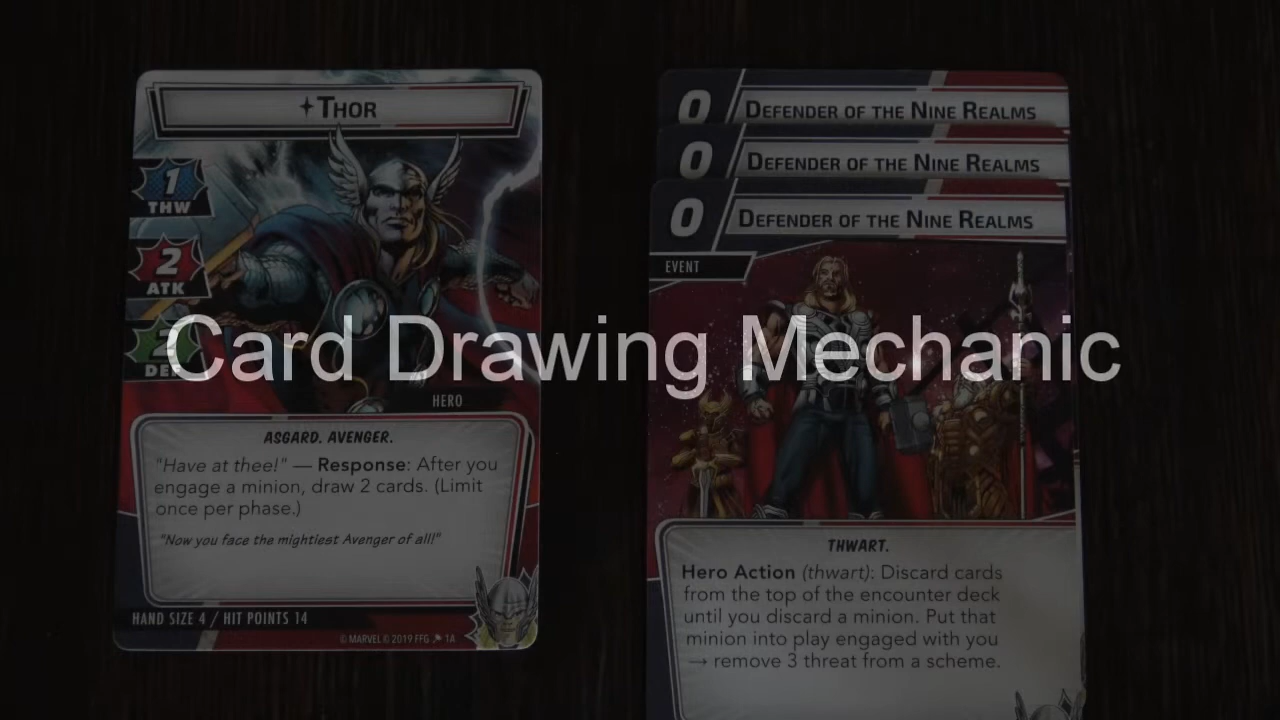 Thor
1
THW
2
ATK
2
DEF
HERO
ASGARD. AVENGER.
"Have at thee!" — Response: After you
engage a minion, draw 2 cards. (Limit
once per phase.)
"Now you face the mightiest Avenger of all!"
HAND SIZE 4 / HIT POINTS 14
© MARVEL © 2019 FFG 1A
0 Defender of the Nine Realms
0 Defender of the Nine Realms
0 Defender of the Nine Realms
EVENT
Card Drawing Mechanic
THWART.
Hero Action (thwart): Discard cards
from the top of the encounter deck
until you discard a minion. Put that
minion into play engaged with you
→ remove 3 threat from a scheme.